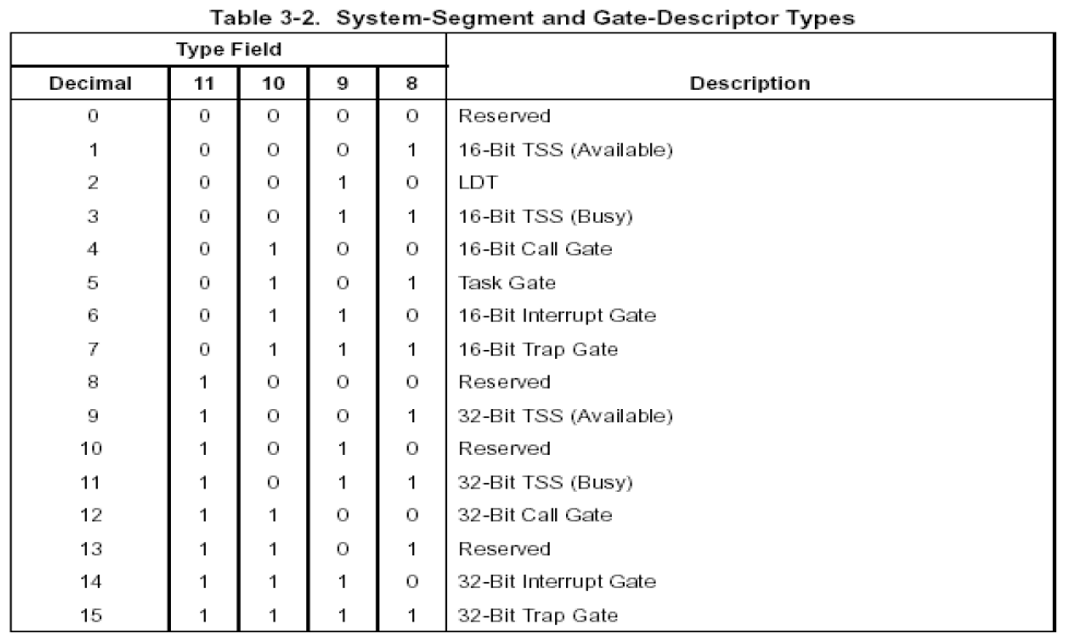 Table 3-2. System-Segment and Gate-Descriptor Types
Type Field
Decimal 11 10 9 8 Description
0 0 0 0 0 Reserved
1 0 0 0 1 16-Bit TSS (Available)
2 0 0 1 0 LDT
3 0 0 1 1 16-Bit TSS (Busy)
4 0 1 0 0 16-Bit Call Gate
5 0 1 0 1 Task Gate
6 0 1 1 0 16-Bit Interrupt Gate
7 0 1 1 1 16-Bit Trap Gate
8 1 0 0 0 Reserved
9 1 0 0 1 32-Bit TSS (Available)
10 1 0 1 0 Reserved
11 1 0 1 1 32-Bit TSS (Busy)
12 1 1 0 0 32-Bit Call Gate
13 1 1 0 1 Reserved
14 1 1 1 0 32-Bit Interrupt Gate
15 1 1 1 1 32-Bit Trap Gate